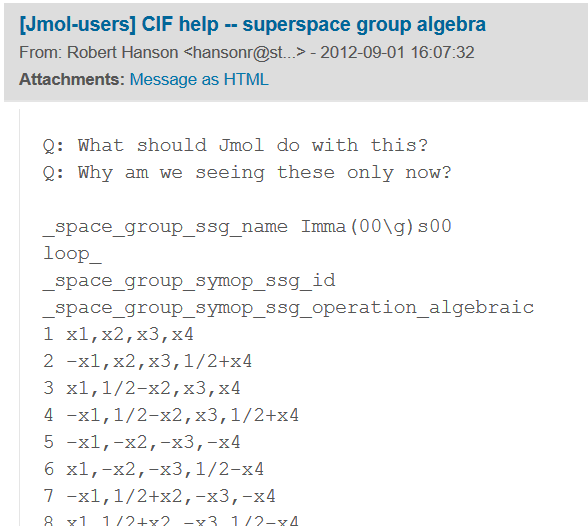 [Jmol-users] CIF help -- superspace group algebra
From: Robert Hanson <hansonr@st...> - 2012-09-01 16:07:32
Attachments: Message as HTML
Q: What should Jmol do with this?
Q: Why am we seeing these only now?
_space_group_ssg_name Imma(00\g)s00
loop_
_space_group_symop_ssg_id
_space_group_symop_ssg_operation_algebraic
1 x1,x2,x3,x4
2 -x1,x2,x3,1/2+x4
3 x1,1/2-x2,x3,x4
4 -x1,1/2-x2,x3,1/2+x4
5 -x1,-x2,-x3,-x4
6 x1,-x2,-x3,1/2-x4
7 -x1,1/2+x2,-x3,-x4
8 x1,1/2+x2,-x3,1/2-x4